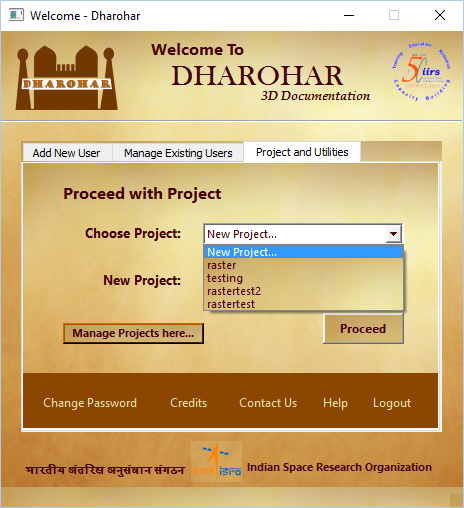 Welcome - Dharohar
DHAROHAR
Welcome To
DHAROHAR
3D Documentation
iirs
Training Education Research
Capacity Building
Add New User Manage Existing Users Project and Utilities
Proceed with Project
Choose Project: New Project...
New Project...
raster
testing
New Project:
rastertest2
rastertest
Manage Projects here... Proceed
Change Password Credits Contact Us Help Logout
भारतीय अंतरिक्ष अनुसंधान संगठन इसरो isro Indian Space Research Organization